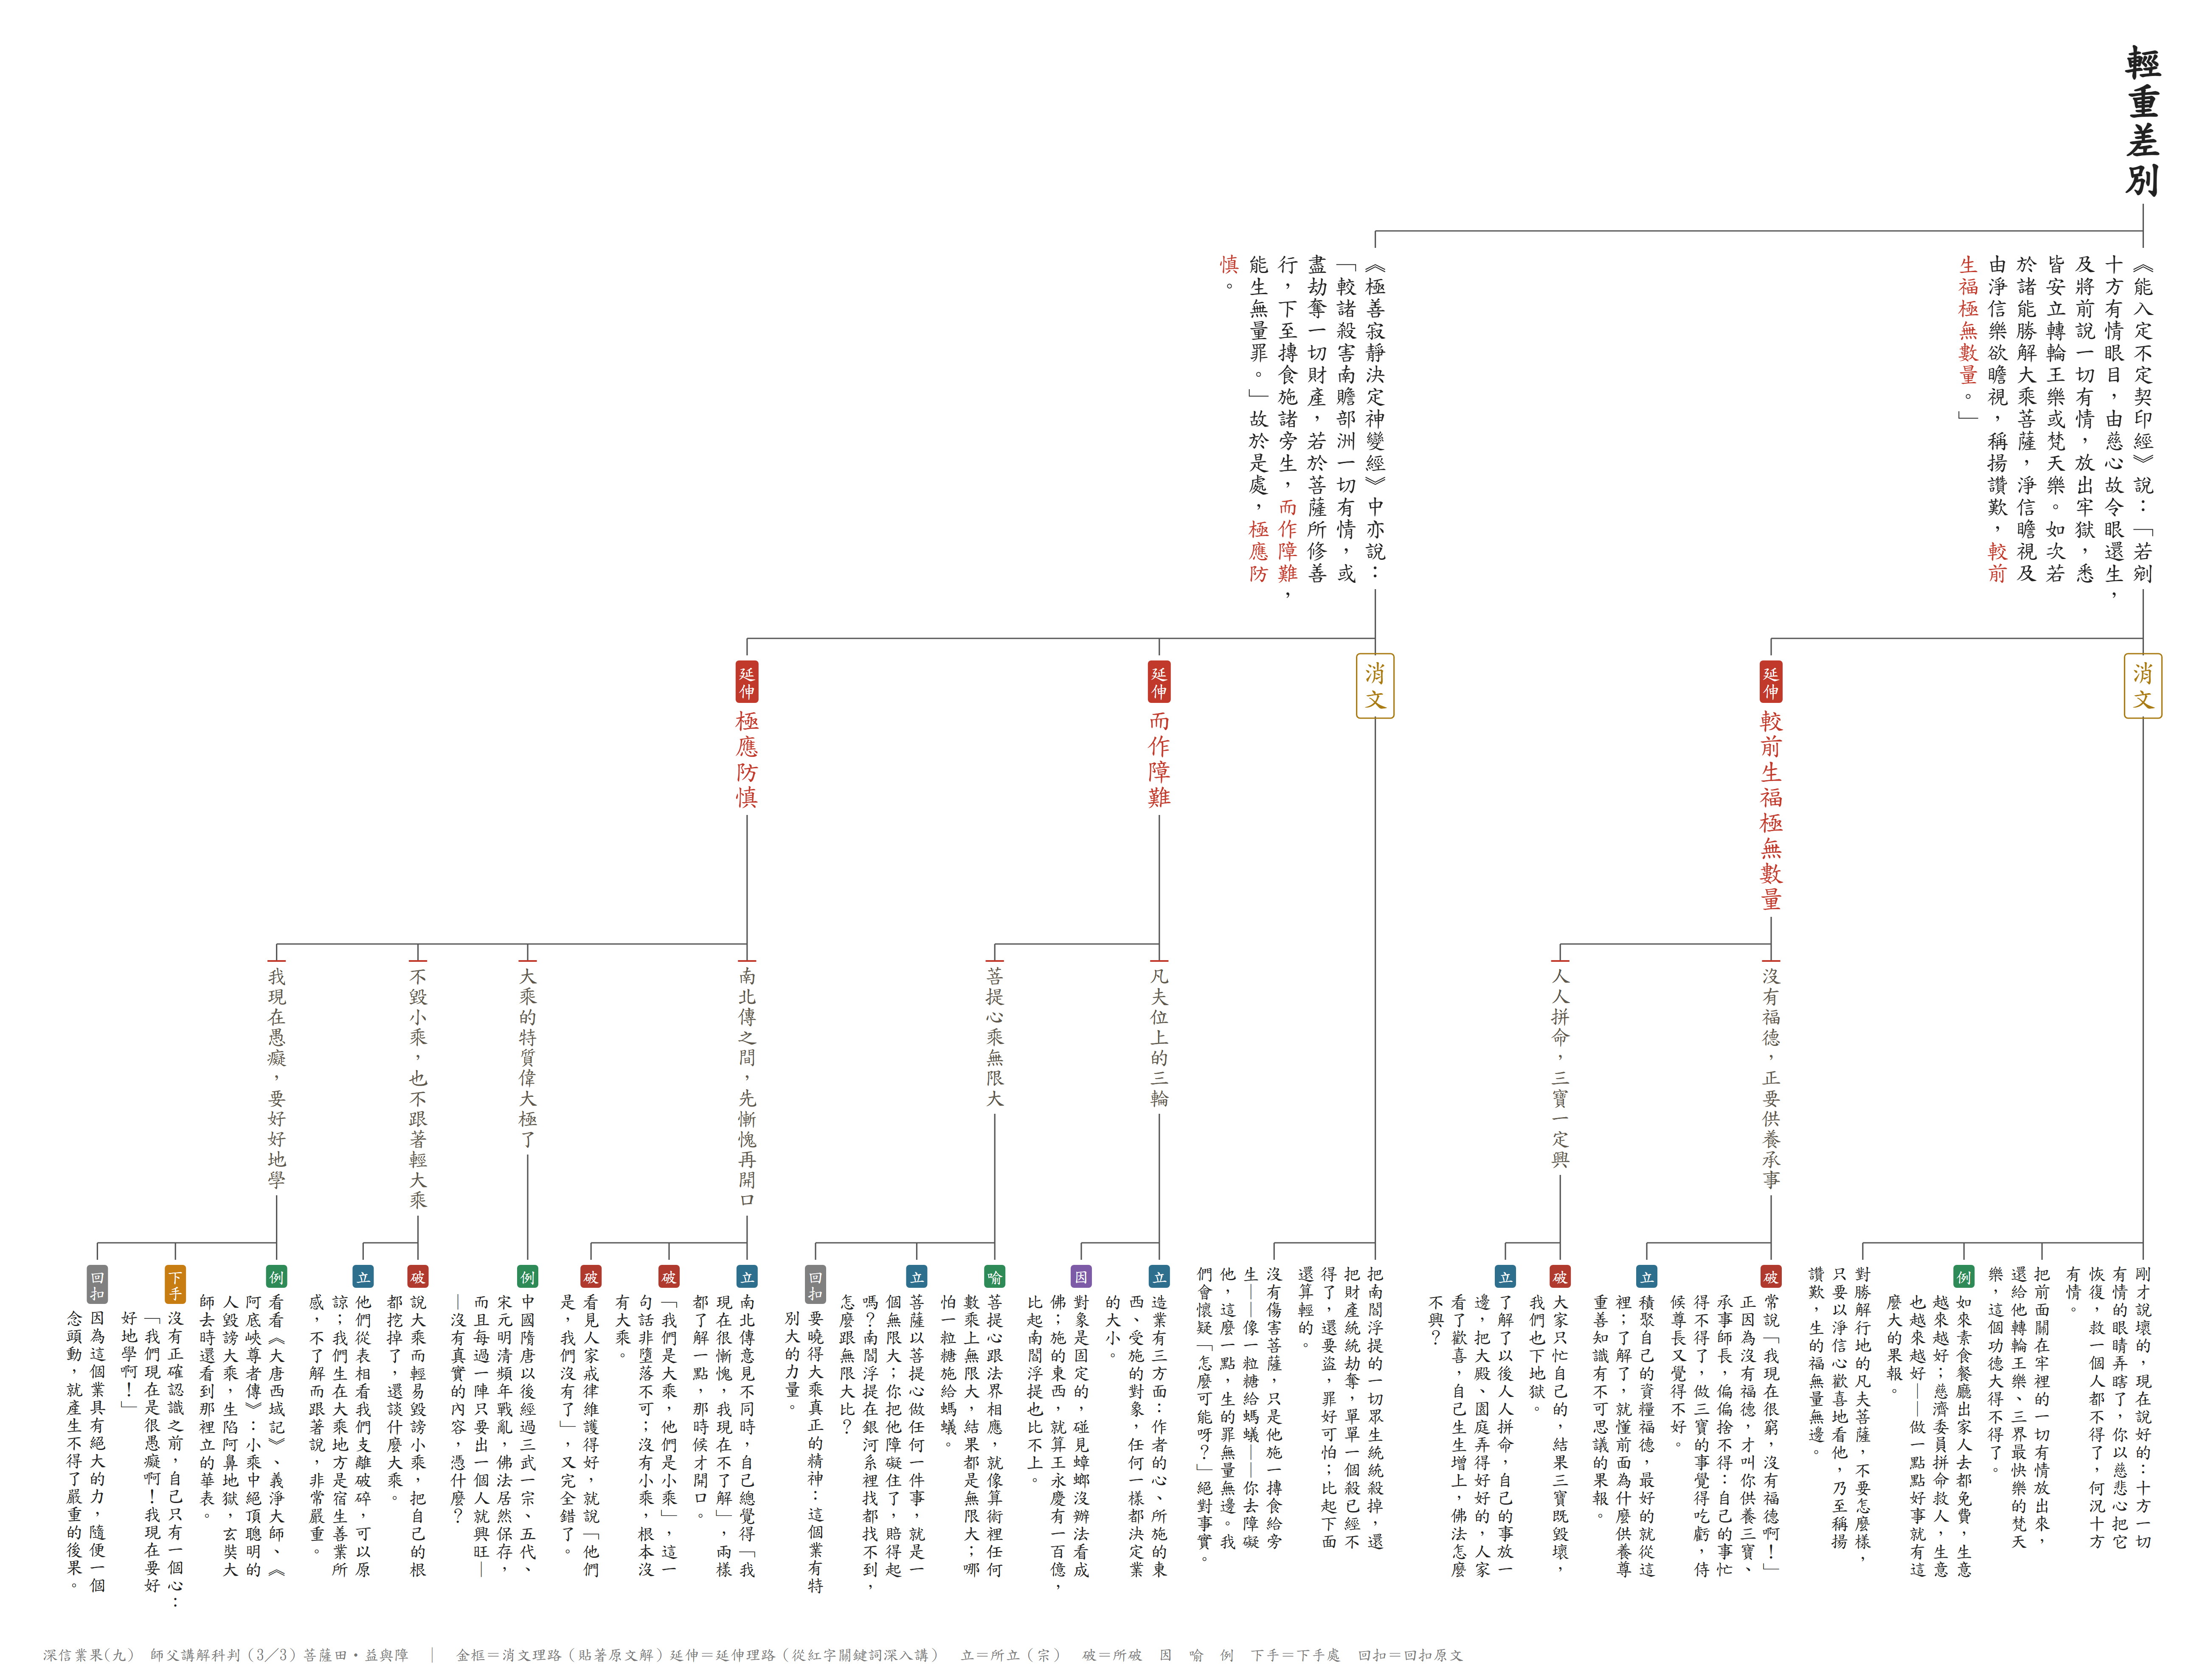 輕重差別
《能入定不定契印經》說：「若剜
十方有情眼目，由慈心故令眼還生，
及將前說一切有情，放出牢獄，悉
皆安立轉輪王樂或梵天樂。如次若
於諸能勝解大乘菩薩，淨信瞻視及
由淨信樂欲瞻視，稱揚讚歎，較前
生福極無數量。」
《極善寂靜決定神變經》中亦說：
「較諸殺害南贍部洲一切有情，或
盡劫奪一切財產，若於菩薩所修善
行，下至摶食施諸旁生，而作障難，
能生無量罪。」故於是處，極應防
慎。
消文
延伸
較前生福極無數量
消文
延伸
而作障難
延伸
極應防慎
沒有福德，正要供養承事
人人拼命，三寶一定興
凡夫位上的三輪
菩提心乘無限大
南北傳之間，先慚愧再開口
大乘的特質偉大極了
不毀小乘，也不跟著輕大乘
我現在愚癡，要好好地學
剛才說壞的，現在說好的：十方一切
有情的眼睛弄瞎了，你以慈悲心把它
恢復，救一個人都不得了，何況十方
有情。
把前面關在牢裡的一切有情放出來，
還給他轉輪王樂、三界最快樂的梵天
樂，這個功德大得不得了。
例
如來素食餐廳出家人去都免費，生意
越來越好；慈濟委員拼命救人，生意
也越來越好——做一點點好事就有這
麼大的果報。
對勝解行地的凡夫菩薩，不要怎麼樣，
只要以淨信心歡喜地看他，乃至稱揚
讚歎，生的福無量無邊。
破
常說「我現在很窮，沒有福德啊！」
正因為沒有福德，才叫你供養三寶、
承事師長，偏偏捨不得：自己的事忙
得不得了，做三寶的事覺得吃虧，侍
候尊長又覺得不好。
立
積聚自己的資糧福德，最好的就從這
裡；了解了，就懂前面為什麼供養尊
重善知識有不可思議的果報。
破
大家只忙自己的，結果三寶既毀壞，
我們也下地獄。
立
了解了以後人人拼命，自己的事放一
邊，把大殿、園庭弄得好好的，人家
看了歡喜，自己生生增上，佛法怎麼
不興？
把南閻浮提的一切眾生統統殺掉，還
把財產統統劫奪，單單一個殺已經不
得了，還要盜，罪好可怕；比起下面
還算輕的。
沒有傷害菩薩，只是他施一摶食給旁
生——像一粒糖給螞蟻——你去障礙
他，這麼一點，生的罪無量無邊。我
們會懷疑「怎麼可能呀？」絕對事實。
立
造業有三方面：作者的心、所施的東
西、受施的對象，任何一樣都決定業
的大小。
因
對象是固定的，碰見蟑螂沒辦法看成
佛；施的東西，就算王永慶有一百億，
比起南閻浮提也比不上。
喻
菩提心跟法界相應，就像算術裡任何
數乘上無限大，結果都是無限大；哪
怕一粒糖施給螞蟻。
立
菩薩以菩提心做任何一件事，就是一
個無限大；你把他障礙住了，賠得起
嗎？南閻浮提在銀河系裡找都找不到，
怎麼跟無限大比？
回扣
要曉得大乘真正的精神：這個業有特
別大的力量。
立
南北傳意見不同時，自己總覺得「我
現在很慚愧，我現在不了解」，兩樣
都了解一點，那時候才開口。
破
「我們是大乘，他們是小乘」，這一
句話非墮落不可；沒有小乘，根本沒
有大乘。
破
看見人家戒律維護得好，就說「他們
是，我們沒有了」，又完全錯了。
例
中國隋唐以後經過三武一宗、五代、
宋元明清頻年戰亂，佛法居然保存，
而且每過一陣只要出一個人就興旺—
—沒有真實的內容，憑什麼？
破
說大乘而輕易毀謗小乘，把自己的根
都挖掉了，還談什麼大乘。
立
他們從表相看我們支離破碎，可以原
諒；我們生在大乘地方是宿生善業所
感，不了解而跟著說，非常嚴重。
例
看看《大唐西域記》、義淨大師、《
阿底峽尊者傳》：小乘中絕頂聰明的
人毀謗大乘，生陷阿鼻地獄，玄奘大
師去時還看到那裡立的華表。
下手
沒有正確認識之前，自己只有一個心：
「我們現在是很愚癡啊！我現在要好
好地學啊！」
回扣
因為這個業具有絕大的力，隨便一個
念頭動，就產生不得了嚴重的後果。
深信業果（九）　師父講解科判（3／3）菩薩田・益與障　｜　金框＝消文理路（貼著原文解）延伸＝延伸理路（從紅字關鍵詞深入講）　立＝所立（宗）　破＝所破　因　喻　例　下手＝下手處　回扣＝回扣原文